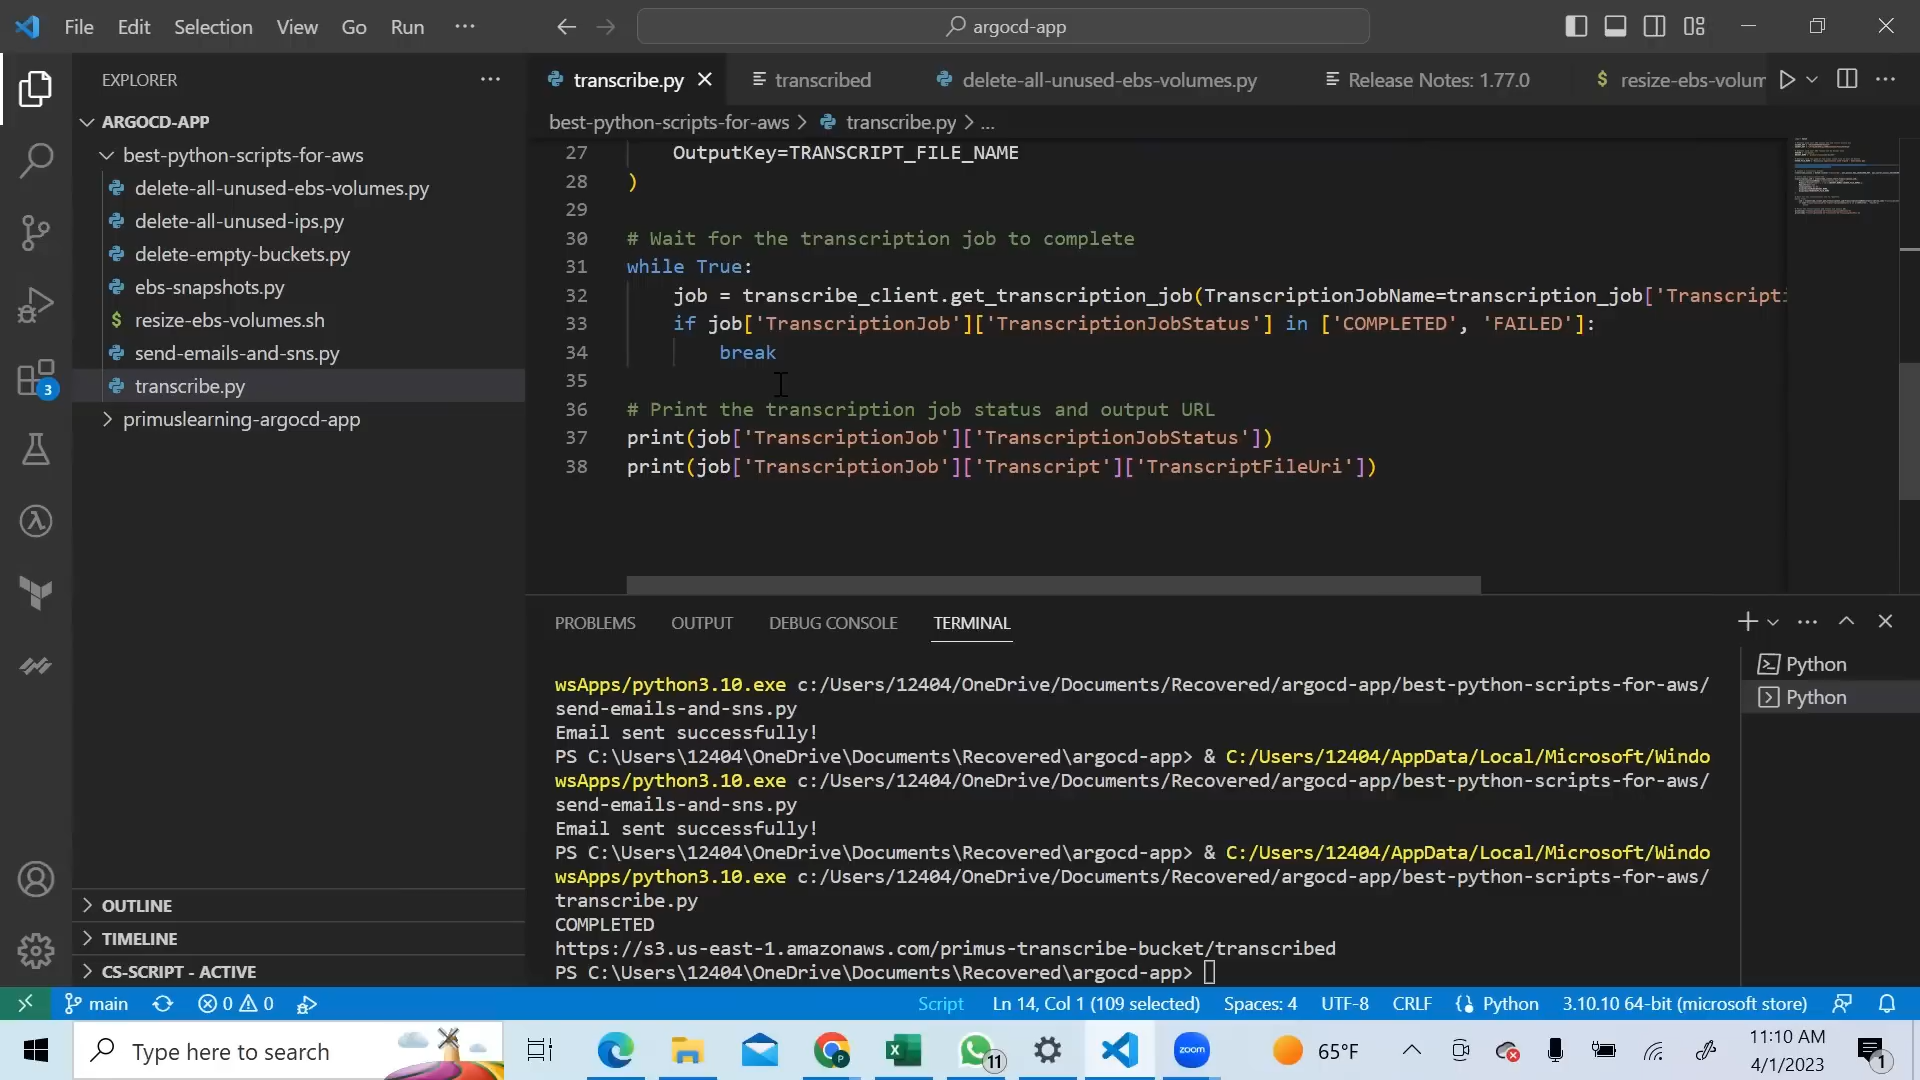 File Edit Selection View Go Run ···
argocd-app
EXPLORER ···
transcribe.py
transcribed
delete-all-unused-ebs-volumes.py
Release Notes: 1.77.0
$ resize-ebs-volum
best-python-scripts-for-aws > transcribe.py > ...
ARGOCD-APP
best-python-scripts-for-aws
delete-all-unused-ebs-volumes.py
delete-all-unused-ips.py
delete-empty-buckets.py
ebs-snapshots.py
$ resize-ebs-volumes.sh
send-emails-and-sns.py
transcribe.py
primuslearning-argocd-app
3
OUTLINE
TIMELINE
CS-SCRIPT - ACTIVE
27 OutputKey=TRANSCRIPT_FILE_NAME
28 )
29
30 # Wait for the transcription job to complete
31 while True:
32 job = transcribe_client.get_transcription_job(TranscriptionJobName=transcription_job['Transcripti
33 if job['TranscriptionJob']['TranscriptionJobStatus'] in ['COMPLETED', 'FAILED']:
34 break
35
36 # Print the transcription job status and output URL
37 print(job['TranscriptionJob']['TranscriptionJobStatus'])
38 print(job['TranscriptionJob']['Transcript']['TranscriptFileUri'])
PROBLEMS OUTPUT DEBUG CONSOLE TERMINAL
wsApps/python3.10.exe c:/Users/12404/OneDrive/Documents/Recovered/argocd-app/best-python-scripts-for-aws/
send-emails-and-sns.py
Email sent successfully!
PS C:\Users\12404\OneDrive\Documents\Recovered\argocd-app> & C:/Users/12404/AppData/Local/Microsoft/Windo
wsApps/python3.10.exe c:/Users/12404/OneDrive/Documents/Recovered/argocd-app/best-python-scripts-for-aws/
send-emails-and-sns.py
Email sent successfully!
PS C:\Users\12404\OneDrive\Documents\Recovered\argocd-app> & C:/Users/12404/AppData/Local/Microsoft/Windo
wsApps/python3.10.exe c:/Users/12404/OneDrive/Documents/Recovered/argocd-app/best-python-scripts-for-aws/
transcribe.py
COMPLETED
https://s3.us-east-1.amazonaws.com/primus-transcribe-bucket/transcribed
PS C:\Users\12404\OneDrive\Documents\Recovered\argocd-app>
Python
Python
main 0 0 Script Ln 14, Col 1 (109 selected) Spaces: 4 UTF-8 CRLF Python 3.10.10 64-bit (microsoft store)
Type here to search
P
11
zoom
65°F
11:10 AM
4/1/2023
1